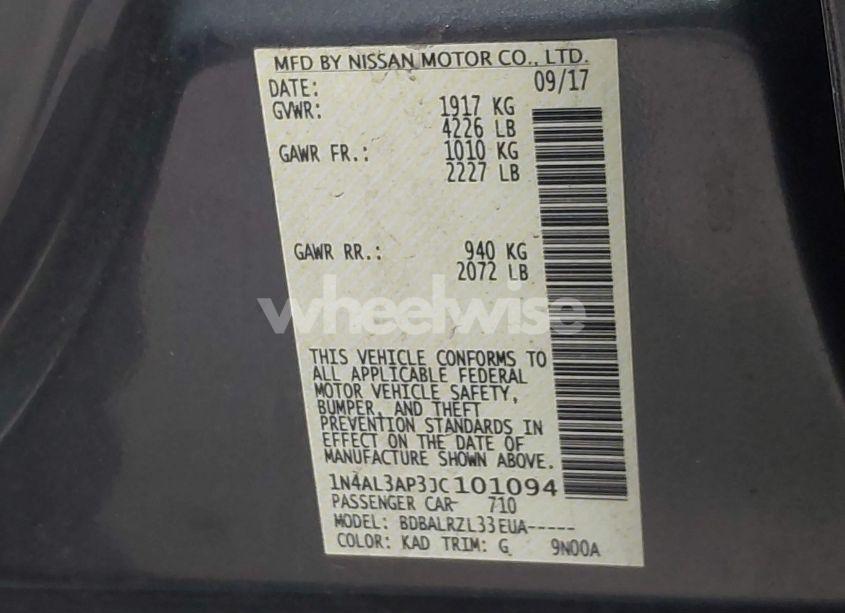 MFD BY NISSAN MOTOR CO., LTD.
DATE: 09/17
GVWR: 1917 KG
4226 LB
GAWR FR.: 1010 KG
2227 LB
GAWR RR.: 940 KG
2072 LB
wheelwise
THIS VEHICLE CONFORMS TO
ALL APPLICABLE FEDERAL
MOTOR VEHICLE SAFETY,
BUMPER, AND THEFT
PREVENTION STANDARDS IN
EFFECT ON THE DATE OF
MANUFACTURE SHOWN ABOVE.
1N4AL3AP3JC101094
PASSENGER CAR- 710
MODEL: BDBALRZL33EUA-----
COLOR: KAD TRIM: G 9N00A